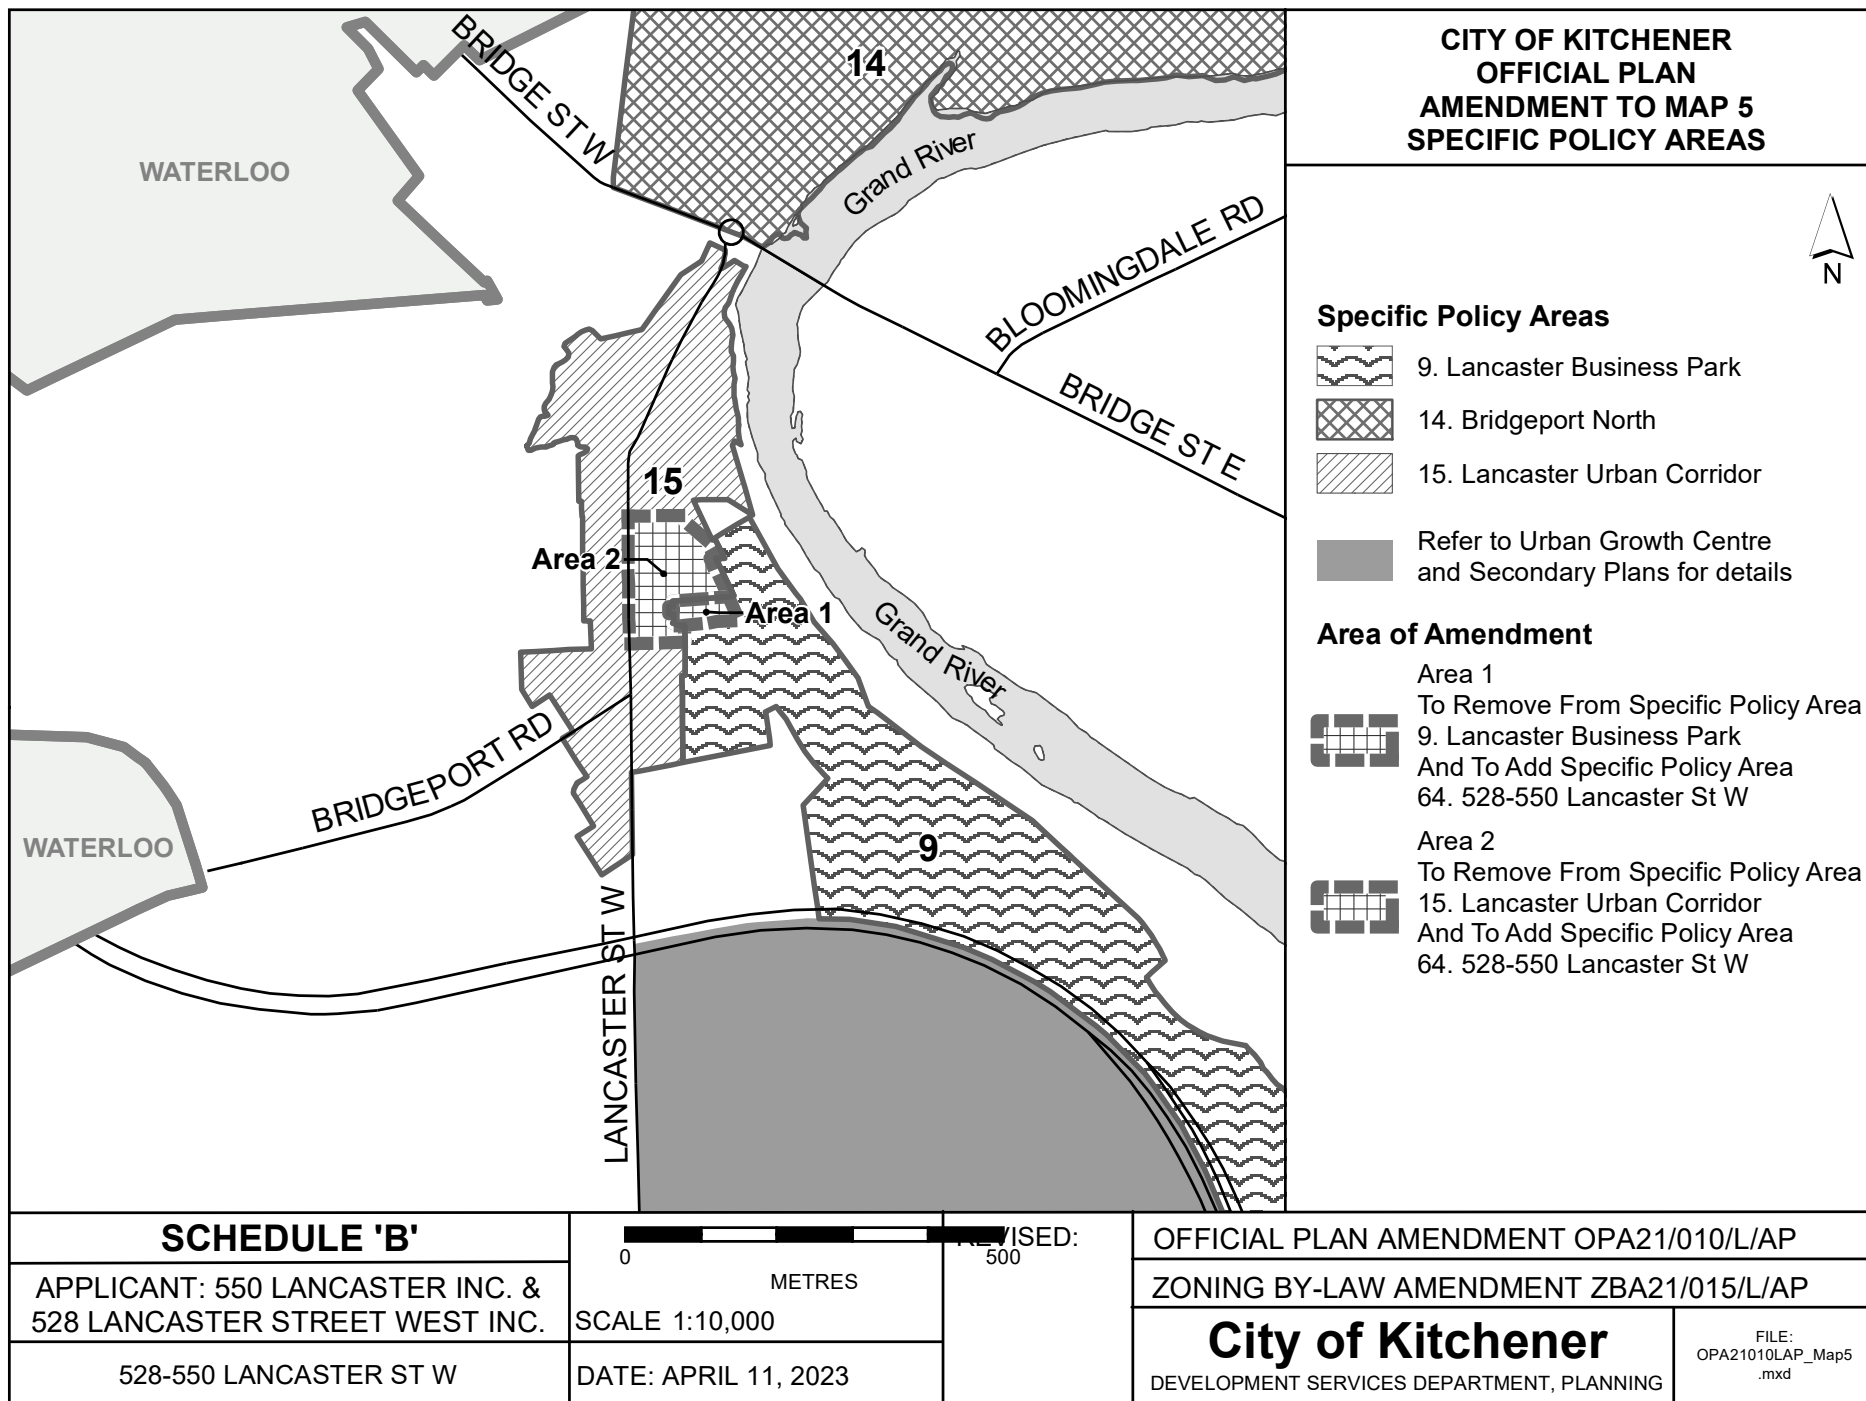 CITY OF KITCHENER
OFFICIAL PLAN
AMENDMENT TO MAP 5
SPECIFIC POLICY AREAS
N
Specific Policy Areas
9. Lancaster Business Park
14. Bridgeport North
15. Lancaster Urban Corridor
Refer to Urban Growth Centre
and Secondary Plans for details
Area of Amendment
Area 1
To Remove From Specific Policy Area
9. Lancaster Business Park
And To Add Specific Policy Area
64. 528-550 Lancaster St W
Area 2
To Remove From Specific Policy Area
15. Lancaster Urban Corridor
And To Add Specific Policy Area
64. 528-550 Lancaster St W
BRIDGE ST W
14
WATERLOO
Grand River
BLOOMINGDALE RD
BRIDGE ST E
15
Area 2
Area 1
Grand River
BRIDGEPORT RD
WATERLOO
9
LANCASTER ST W
SCHEDULE 'B'
APPLICANT: 550 LANCASTER INC. &
528 LANCASTER STREET WEST INC.
528-550 LANCASTER ST W
0
500
METRES
SCALE 1:10,000
DATE: APRIL 11, 2023
REVISED:
OFFICIAL PLAN AMENDMENT OPA21/010/L/AP
ZONING BY-LAW AMENDMENT ZBA21/015/L/AP
City of Kitchener
DEVELOPMENT SERVICES DEPARTMENT, PLANNING
FILE:
OPA21010LAP_Map5
.mxd